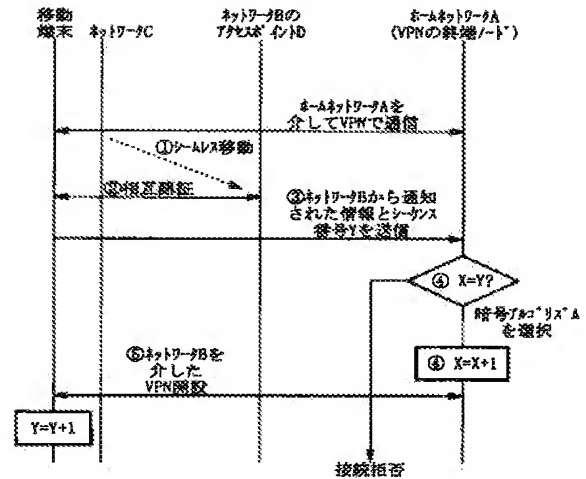 移動
端末
ネットワークC
ネットワークBの
アクセスポイントD
ホームネットワークA
(VPNの終端ノード)
ホームネットワークAを
介してVPNで通信
①シームレス移動
②相互認証
③ネットワークBから通知
された情報とシーケンス
番号Yを送信
④ X=Y?
暗号アルゴリズムA
を選択
④ X=X+1
⑤ネットワークBを
介した
VPN開設
Y=Y+1
接続拒否